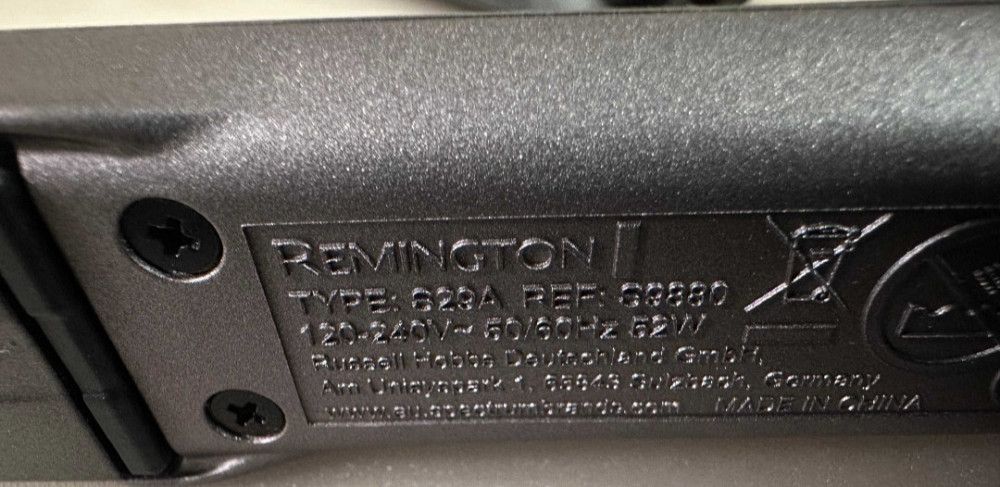 REMINGTON
TYPE: S29A REF: S9880
120-240V~ 50/60Hz 52W
Russell Hobbs Deutschland GmbH,
Am Unisyspark 1, 65843 Sulzbach, Germany
www.eu.spectrumbrands.com MADE IN CHINA